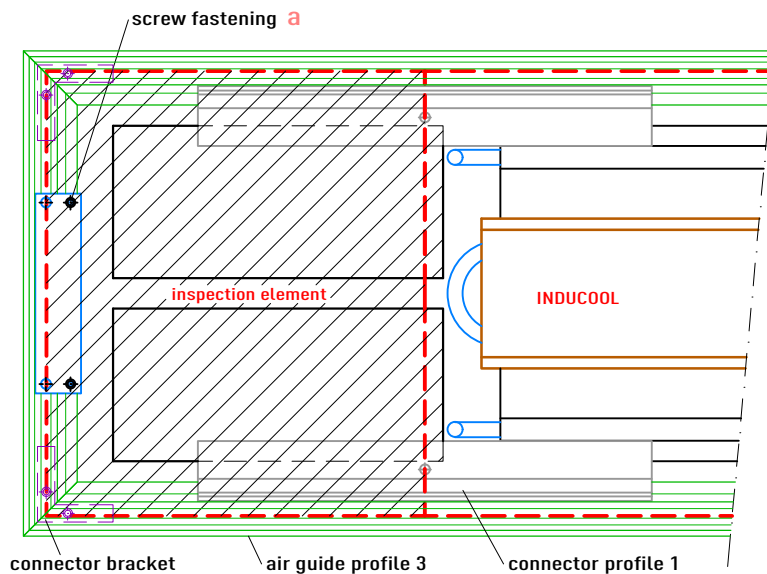 screw fastening a
inspection element
INDUCOOL
connector bracket
air guide profile 3
connector profile 1